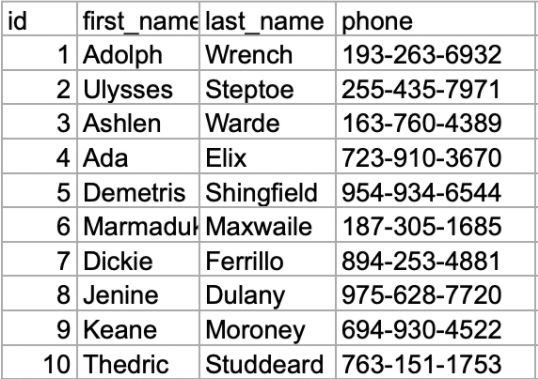 id first_name last_name phone
1 Adolph Wrench 193-263-6932
2 Ulysses Steptoe 255-435-7971
3 Ashlen Warde 163-760-4389
4 Ada Elix 723-910-3670
5 Demetris Shingfield 954-934-6544
6 Marmaduk Maxwaile 187-305-1685
7 Dickie Ferrillo 894-253-4881
8 Jenine Dulany 975-628-7720
9 Keane Moroney 694-930-4522
10 Thedric Studdeard 763-151-1753